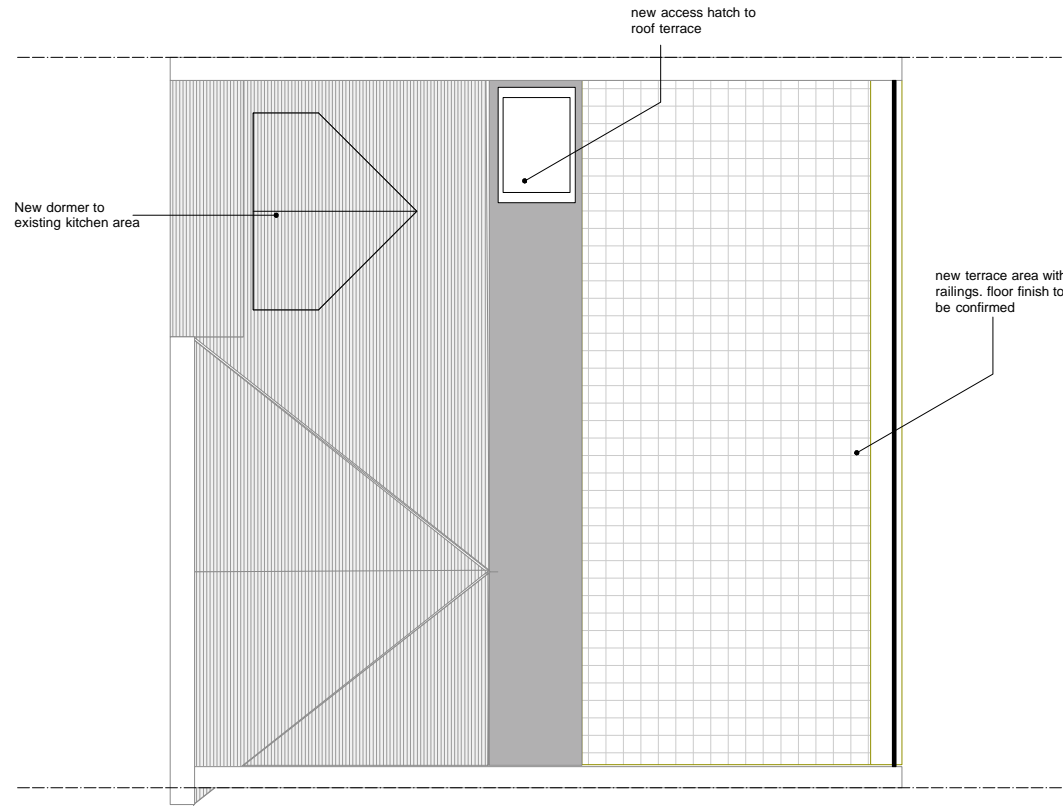 new access hatch to
roof terrace
New dormer to
existing kitchen area
new terrace area with
railings. floor finish to
be confirmed